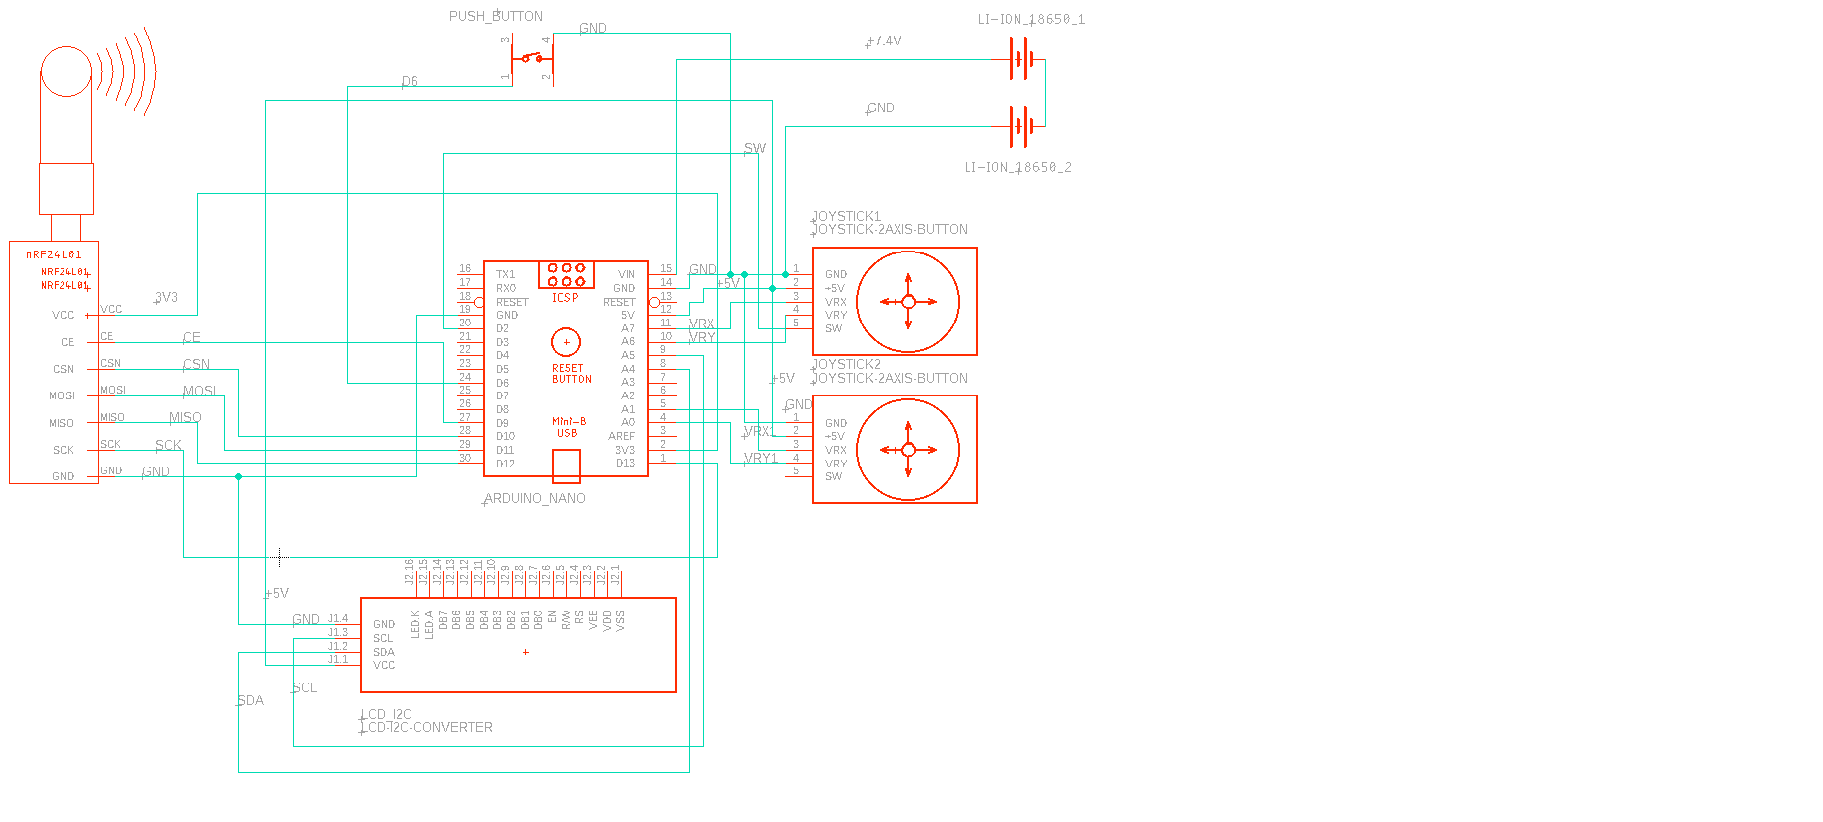 PUSH_BUTTON
3
4
1
2
GND
D6
LI-ION_18650_1
+7.4V
GND
LI-ION_18650_2
SW
nRF24L01
NRF24L01
NRF24L01
3V3
VCC
VCC
CE
CE
CE
CSN
CSN
CSN
MOSI
MOSI
MOSI
MISO
MISO
MISO
SCK
SCK
SCK
GND
GND
GND
16
TX1
17
RX0
18
RESET
19
GND
20
D2
21
D3
22
D4
23
D5
24
D6
25
D7
26
D8
27
D9
28
D10
29
D11
30
D12
ICSP
RESET
BUTTON
Mini-B
USB
VIN
15
GND
14
RESET
13
5V
12
A7
11
A6
10
A5
9
A4
8
A3
7
A2
6
A1
5
A0
4
AREF
3
3V3
2
D13
1
ARDUINO_NANO
GND
+5V
VRX
VRY
JOYSTICK1
JOYSTICK-2AXIS-BUTTON
1
GND
2
+5V
3
VRX
4
VRY
5
SW
JOYSTICK2
JOYSTICK-2AXIS-BUTTON
+5V
GND
VRX1
VRY1
1
GND
2
+5V
3
VRX
4
VRY
5
SW
J2.16
J2.15
J2.14
J2.13
J2.12
J2.11
J2.10
J2.9
J2.8
J2.7
J2.6
J2.5
J2.4
J2.3
J2.2
J2.1
LED.K
LED.A
DB7
DB6
DB5
DB4
DB3
DB2
DB1
DB0
EN
R/W
RS
VEE
VDD
VSS
+5V
GND
J1.4
GND
J1.3
SCL
J1.2
SDA
J1.1
VCC
SCL
SDA
LCD_I2C
LCD-I2C-CONVERTER